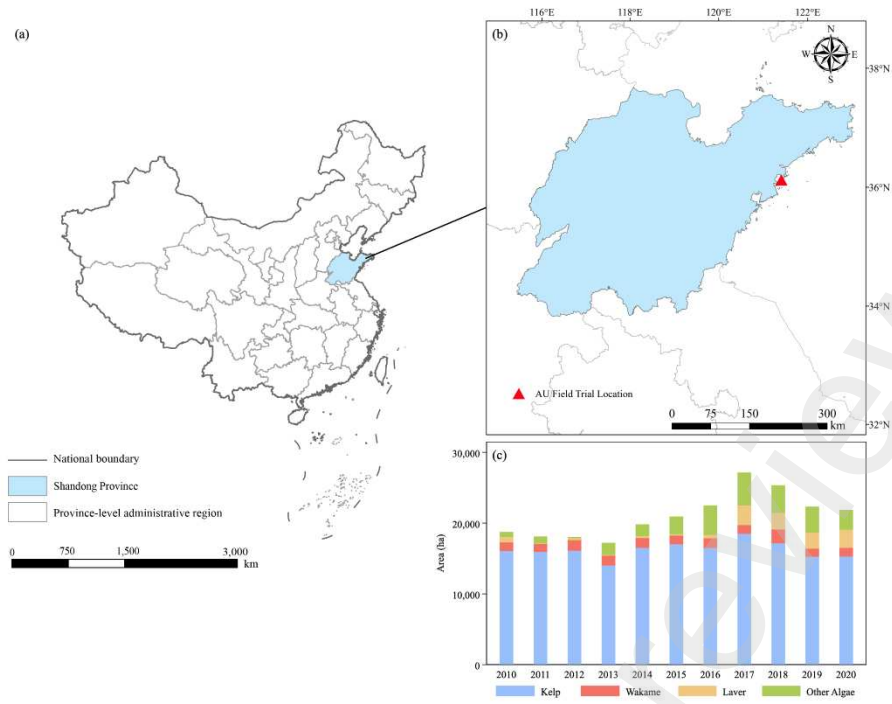 (a)
National boundary
Shandong Province
Province-level administrative region
0 750 1,500 3,000
km
(b)
116°E 118°E 120°E 122°E
N
W E
S
38°N
36°N
34°N
32°N
AU Field Trial Location
0 75 150 300
km
(c)
30,000
20,000
10,000
0
Area (ha)
2010 2011 2012 2013 2014 2015 2016 2017 2018 2019 2020
Kelp Wakame Laver Other Algae
review